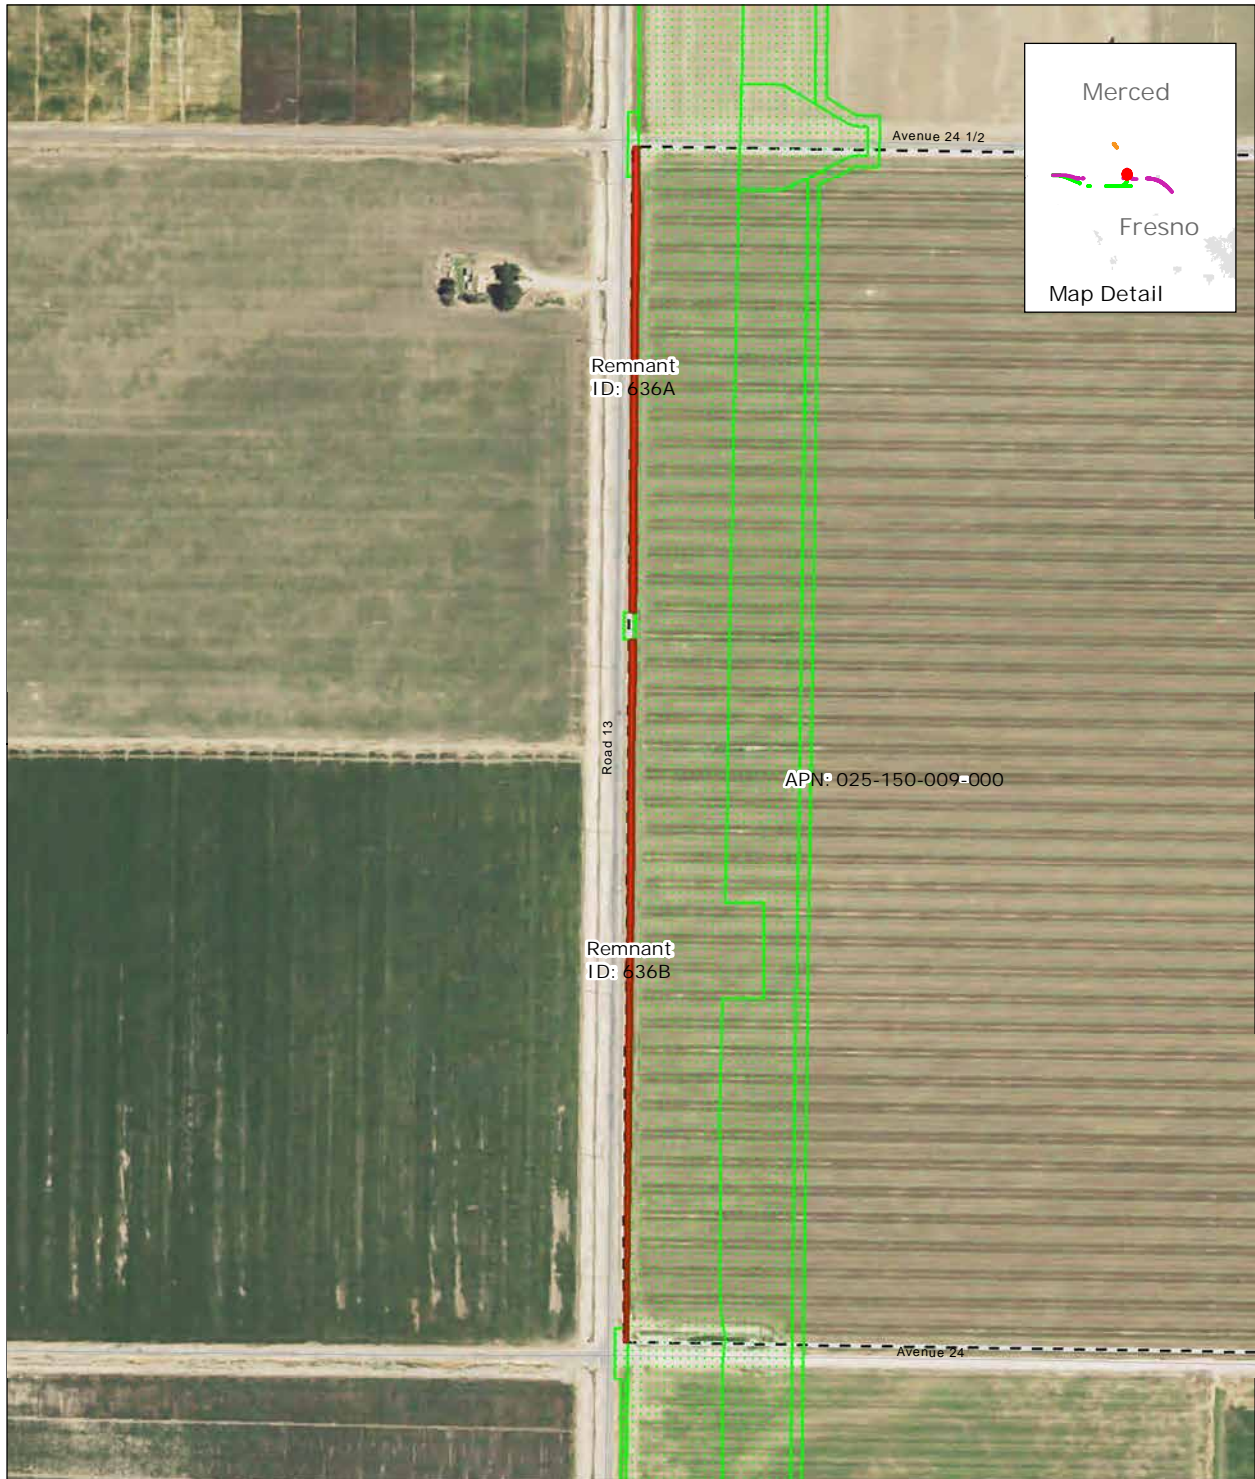 Merced
Fresno
Map Detail
Avenue 24 1/2
Remnant
ID: 636A
Road 13
APN: 025-150-009-000
Remnant
ID: 636B
Avenue 24